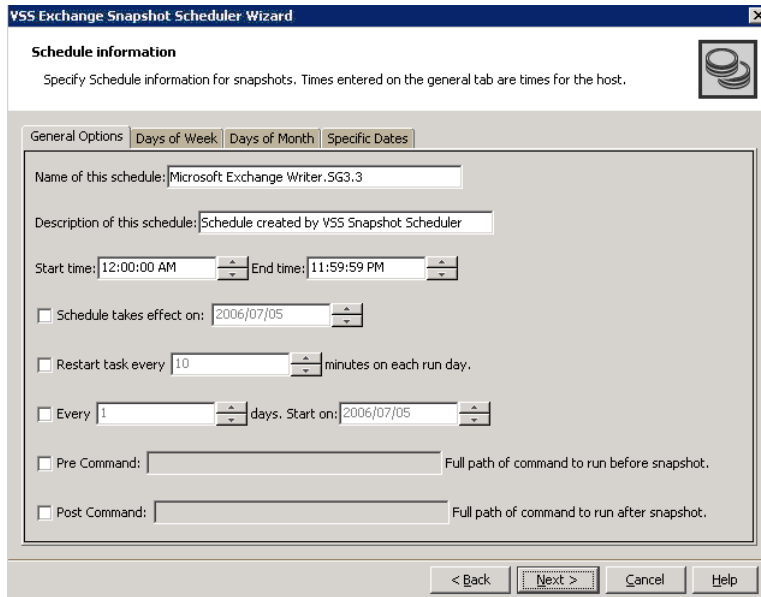 VSS Exchange Snapshot Scheduler Wizard
Schedule information
Specify Schedule information for snapshots. Times entered on the general tab are times for the host.
General Options Days of Week Days of Month Specific Dates
Name of this schedule: Microsoft Exchange Writer.SG3.3
Description of this schedule: Schedule created by VSS Snapshot Scheduler
Start time: 12:00:00 AM End time: 11:59:59 PM
Schedule takes effect on: 2006/07/05
Restart task every 10 minutes on each run day.
Every 1 days. Start on: 2006/07/05
Pre Command: Full path of command to run before snapshot.
Post Command: Full path of command to run after snapshot.
< Back Next > Cancel Help